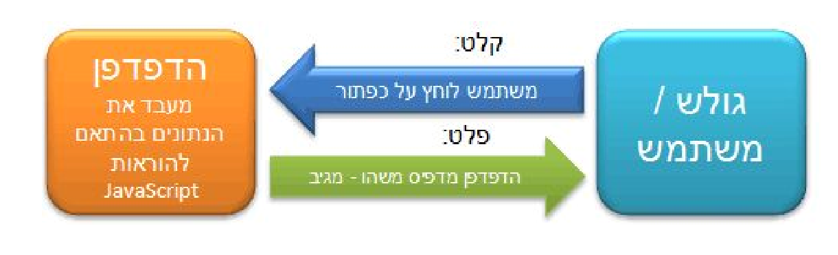 גולש /
משתמש
קלט:
משתמש לוחץ על כפתור
פלט:
הדפדפן מדפיס משהו - מגיב
הדפדפן
מעבד את
הנתונים בהתאם
להוראות
JavaScript